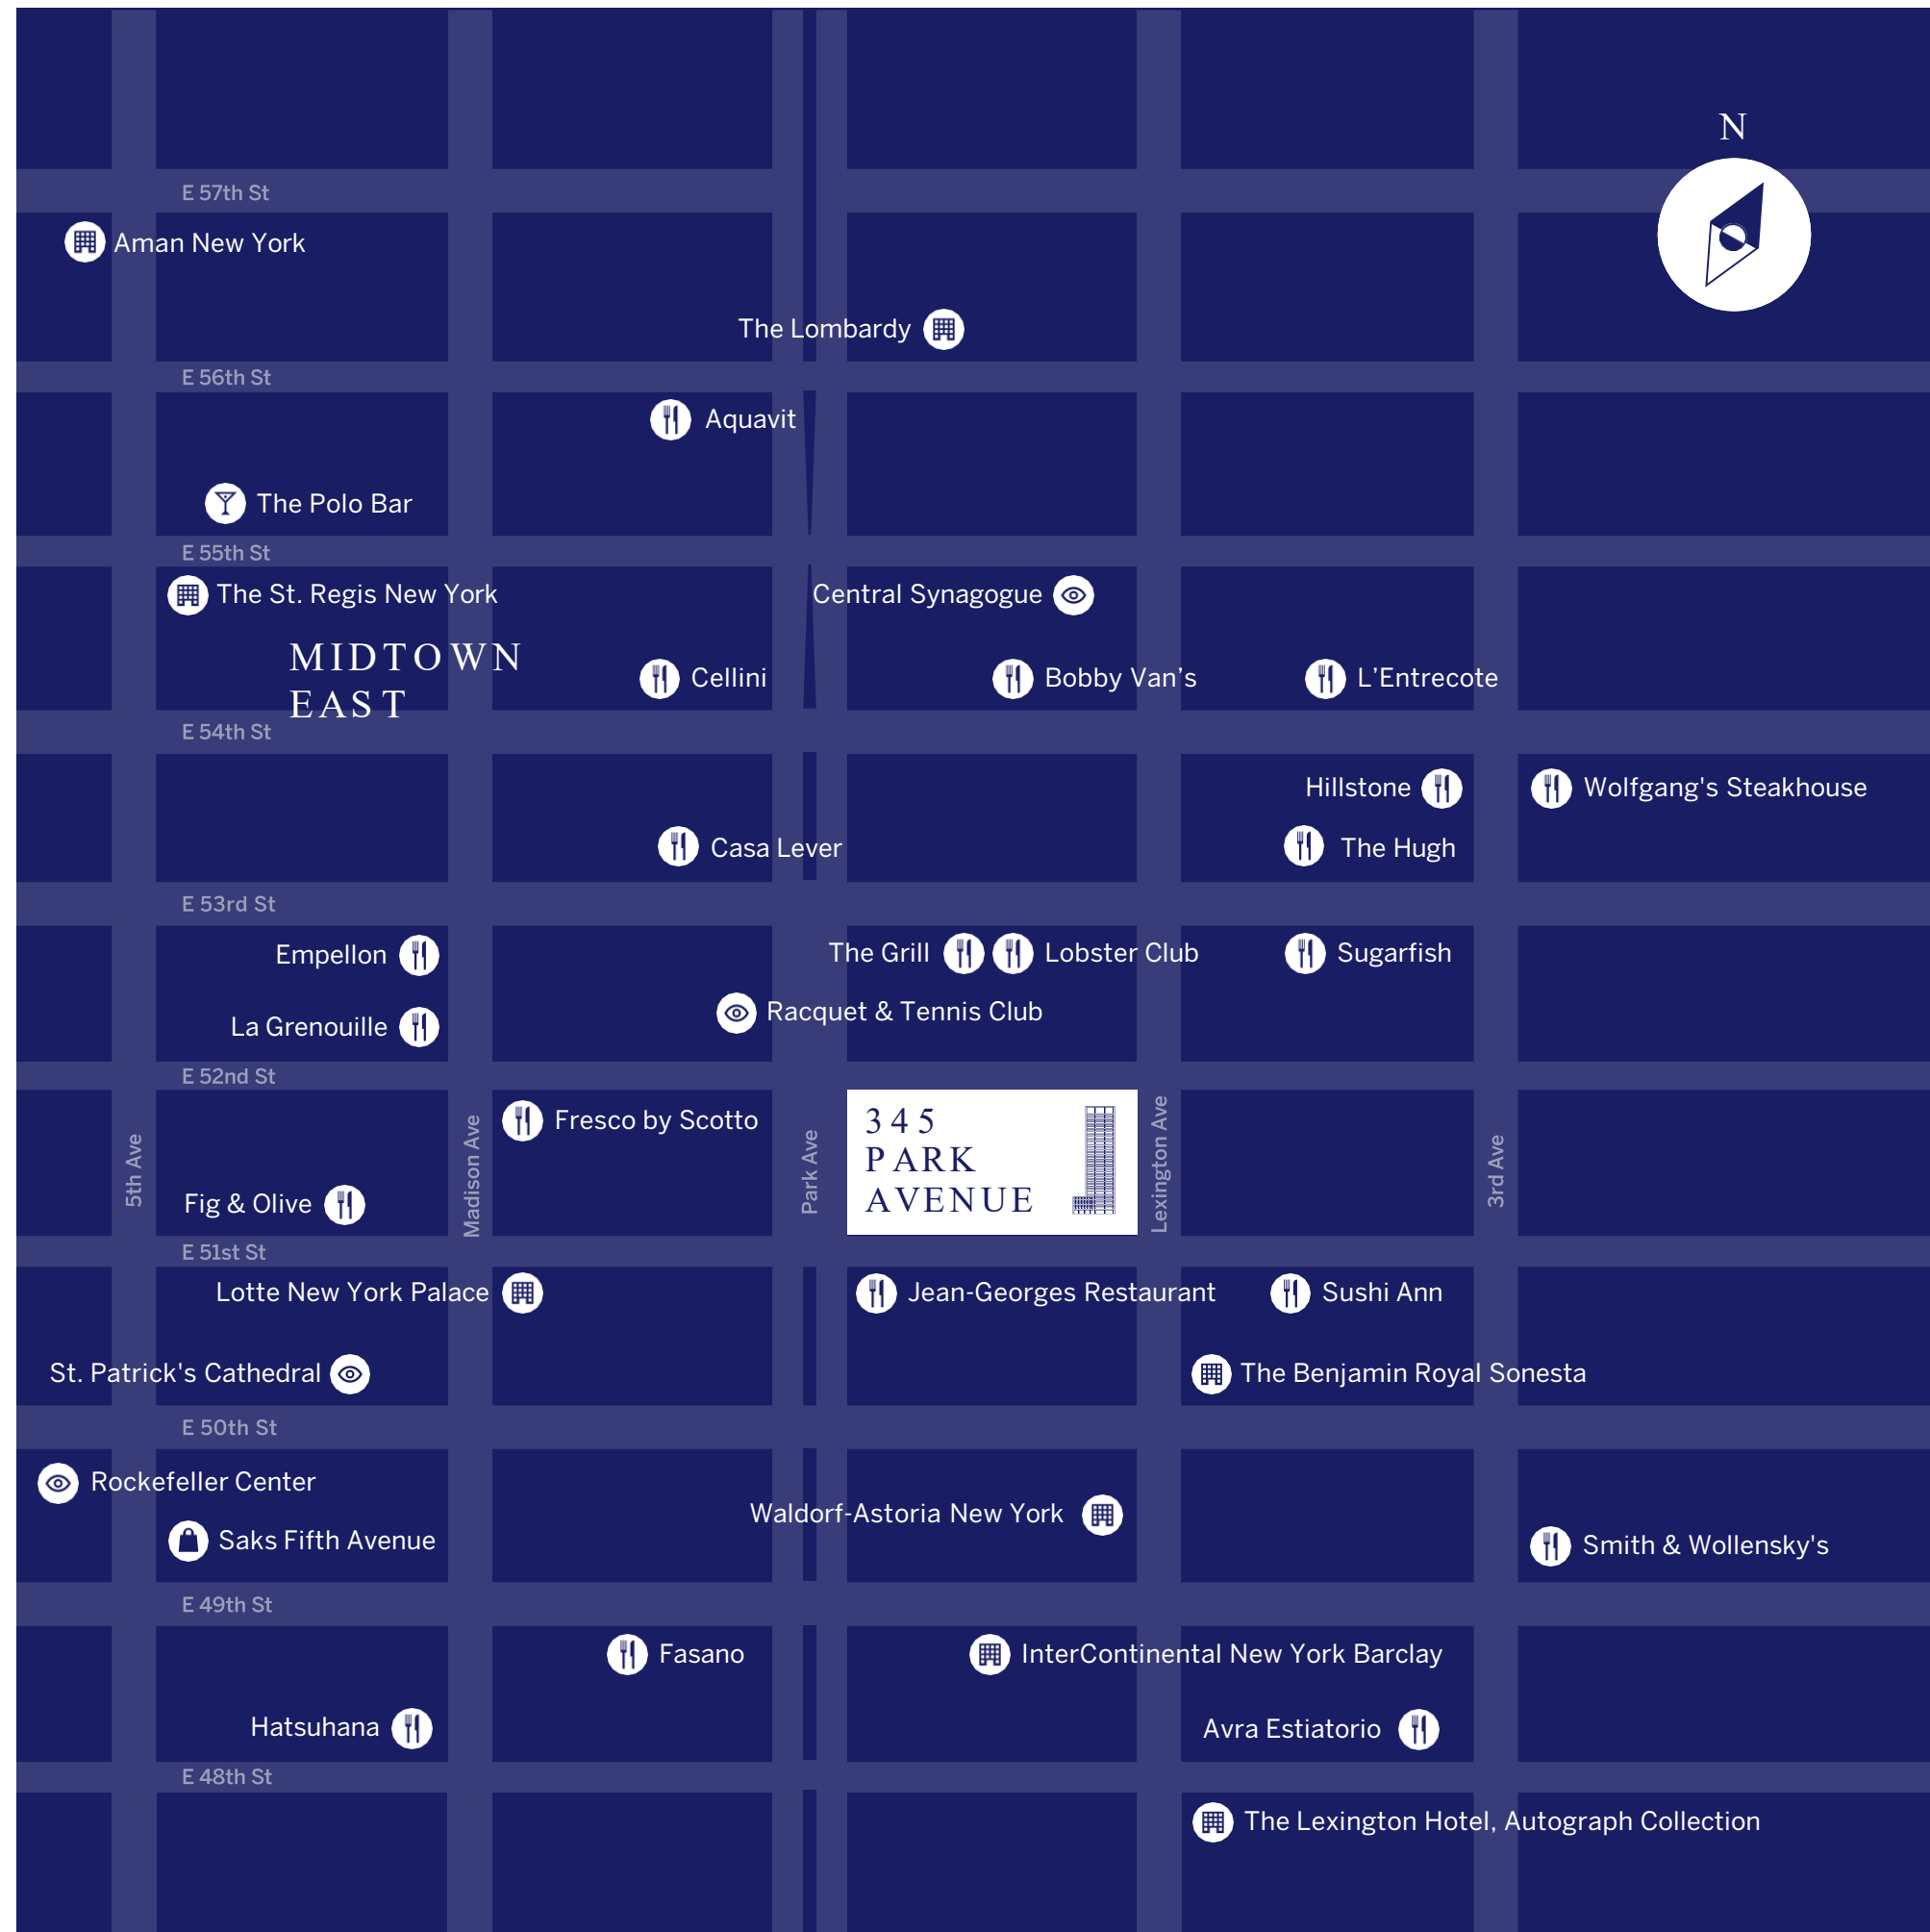 N
E 57th St
Aman New York
The Lombardy
E 56th St
Aquavit
The Polo Bar
E 55th St
The St. Regis New York
Central Synagogue
MIDTOWN
EAST
Cellini
Bobby Van’s
L’Entrecote
E 54th St
Hillstone
Wolfgang's Steakhouse
Casa Lever
The Hugh
E 53rd St
Empellon
The Grill
Lobster Club
Sugarfish
La Grenouille
Racquet & Tennis Club
E 52nd St
5th Ave
Madison Ave
Fresco by Scotto
Park Ave
345
PARK
AVENUE
Lexington Ave
3rd Ave
Fig & Olive
E 51st St
Lotte New York Palace
Jean-Georges Restaurant
Sushi Ann
St. Patrick's Cathedral
The Benjamin Royal Sonesta
E 50th St
Rockefeller Center
Saks Fifth Avenue
Waldorf-Astoria New York
Smith & Wollensky's
E 49th St
Fasano
InterContinental New York Barclay
Hatsuhana
Avra Estiatorio
E 48th St
The Lexington Hotel, Autograph Collection